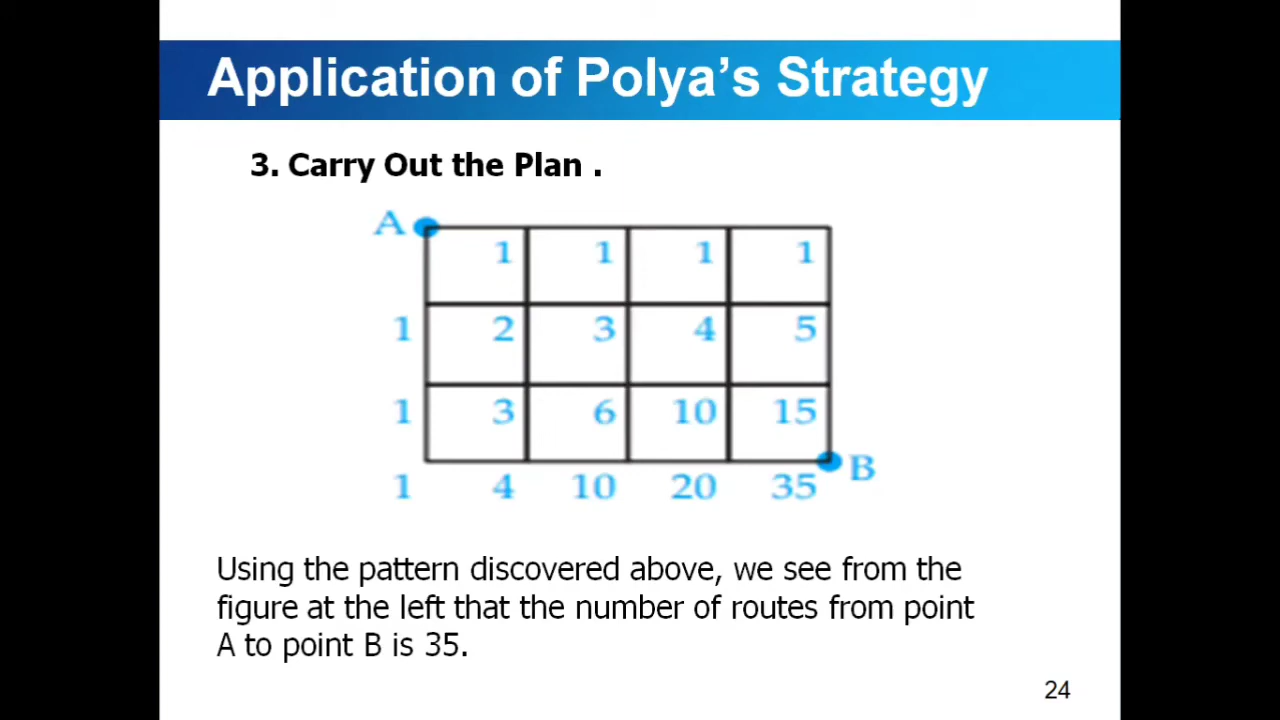 Application of Polya's Strategy
3. Carry Out the Plan .
A
1 1 1 1
1 2 3 4 5
1 3 6 10 15
B
1 4 10 20 35
Using the pattern discovered above, we see from the
figure at the left that the number of routes from point
A to point B is 35.
24